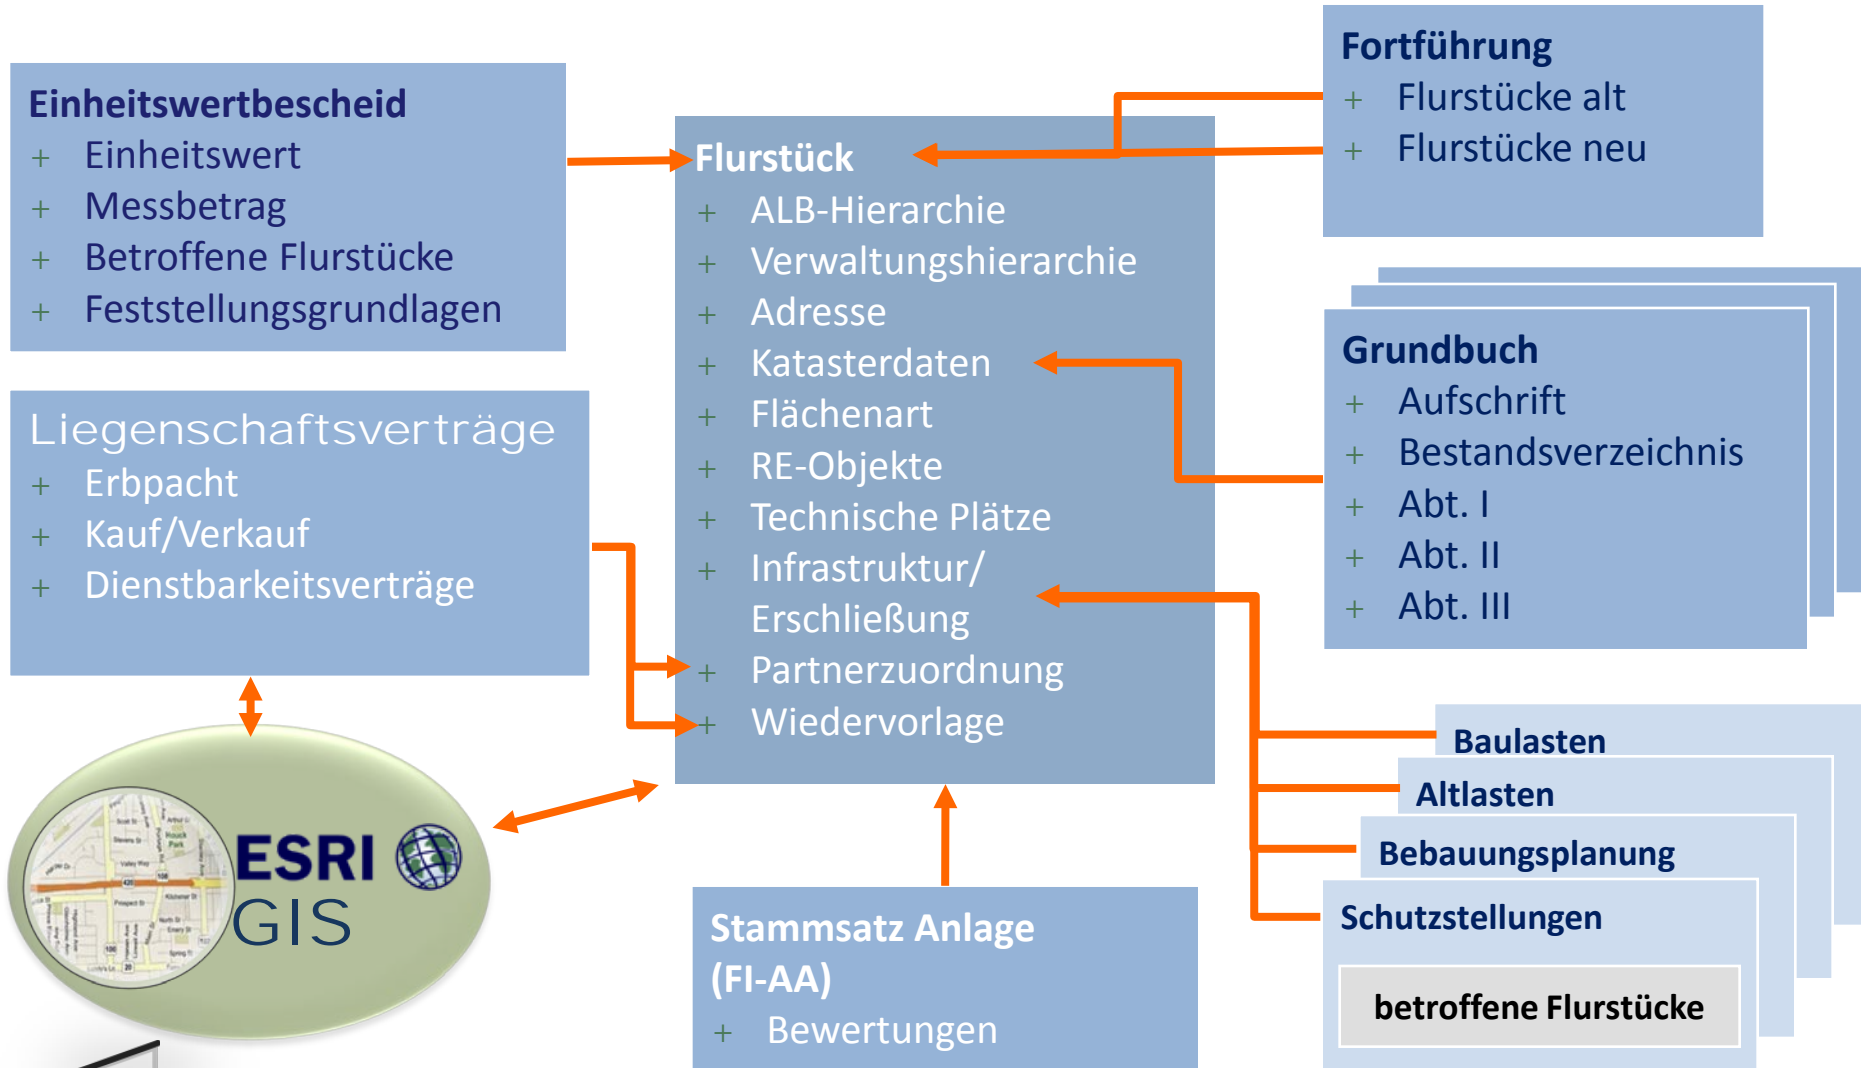 Einheitswertbescheid
+ Einheitswert
+ Messbetrag
+ Betroffene Flurstücke
+ Feststellungsgrundlagen
Liegenschaftsverträge
+ Erbpacht
+ Kauf/Verkauf
+ Dienstbarkeitsverträge
ESRI
GIS
Flurstück
+ ALB-Hierarchie
+ Verwaltungshierarchie
+ Adresse
+ Katasterdaten
+ Flächenart
+ RE-Objekte
+ Technische Plätze
+ Infrastruktur/
Erschließung
+ Partnerzuordnung
+ Wiedervorlage
Stammsatz Anlage
(FI-AA)
+ Bewertungen
Fortführung
+ Flurstücke alt
+ Flurstücke neu
Grundbuch
+ Aufschrift
+ Bestandsverzeichnis
+ Abt. I
+ Abt. II
+ Abt. III
Baulasten
Altlasten
Bebauungsplanung
Schutzstellungen
betroffene Flurstücke